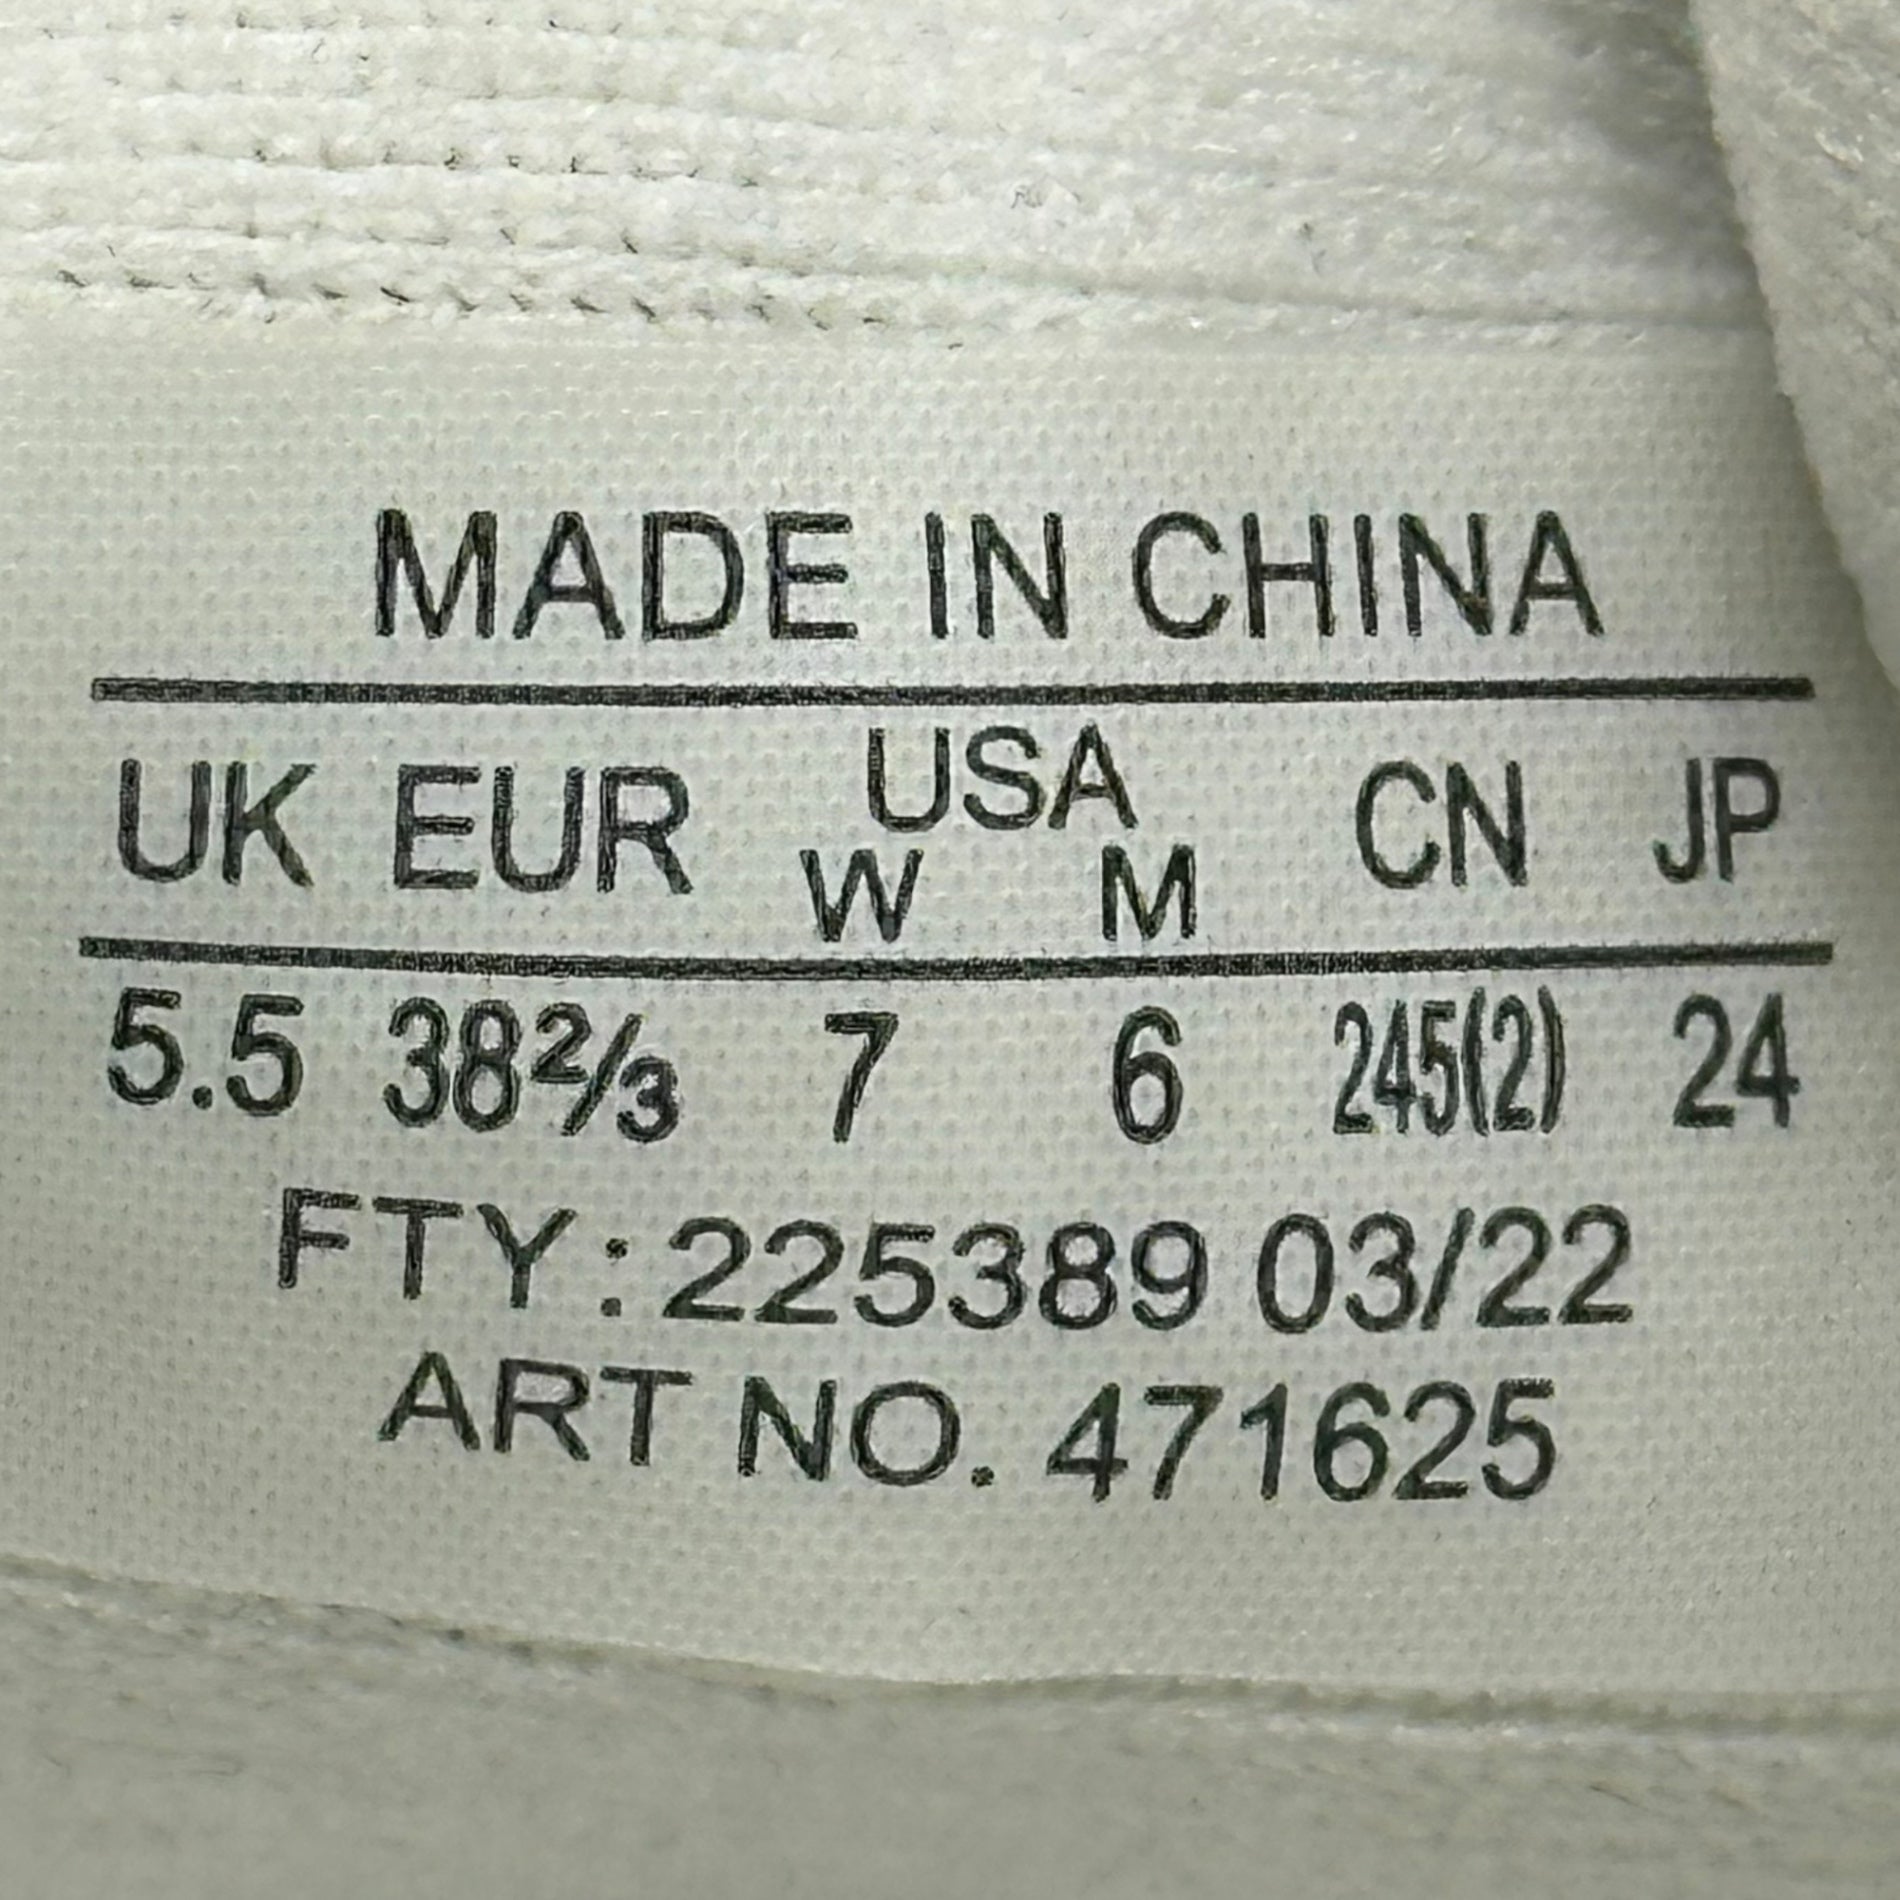 MADE IN CHINA
UK EUR USA CN JP
W M
5.5 38⅔ 7 6 245(2) 24
FTY: 225389 03/22
ART NO. 471625